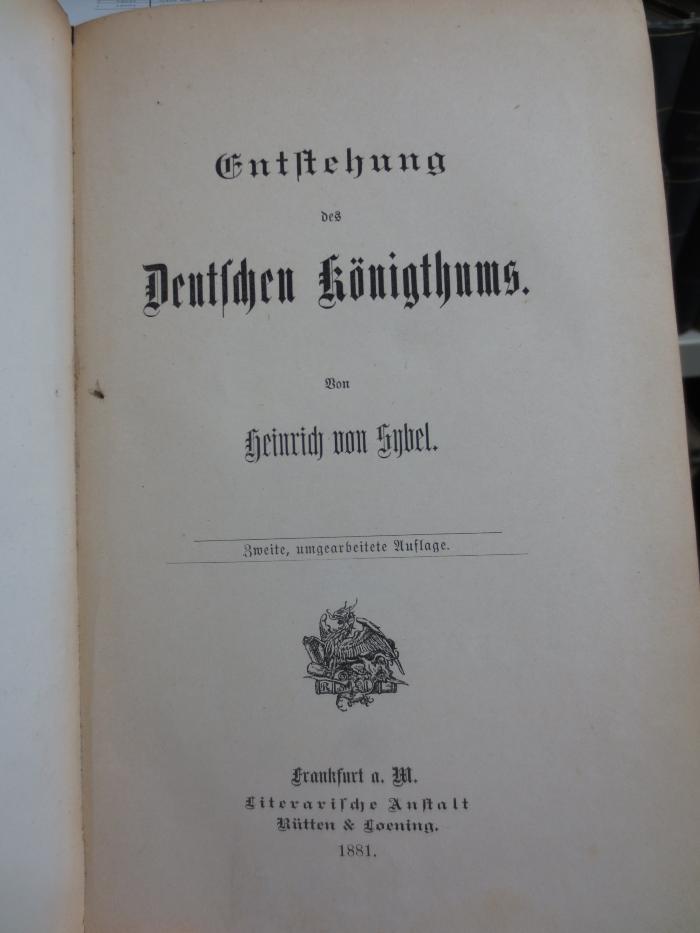 Entstehung
des
Deutschen Königthums.
Von
Heinrich von Sybel.
Zweite, umgearbeitete Auflage.
Frankfurt a. M.
Literarische Anstalt
Rütten & Loening.
1881.